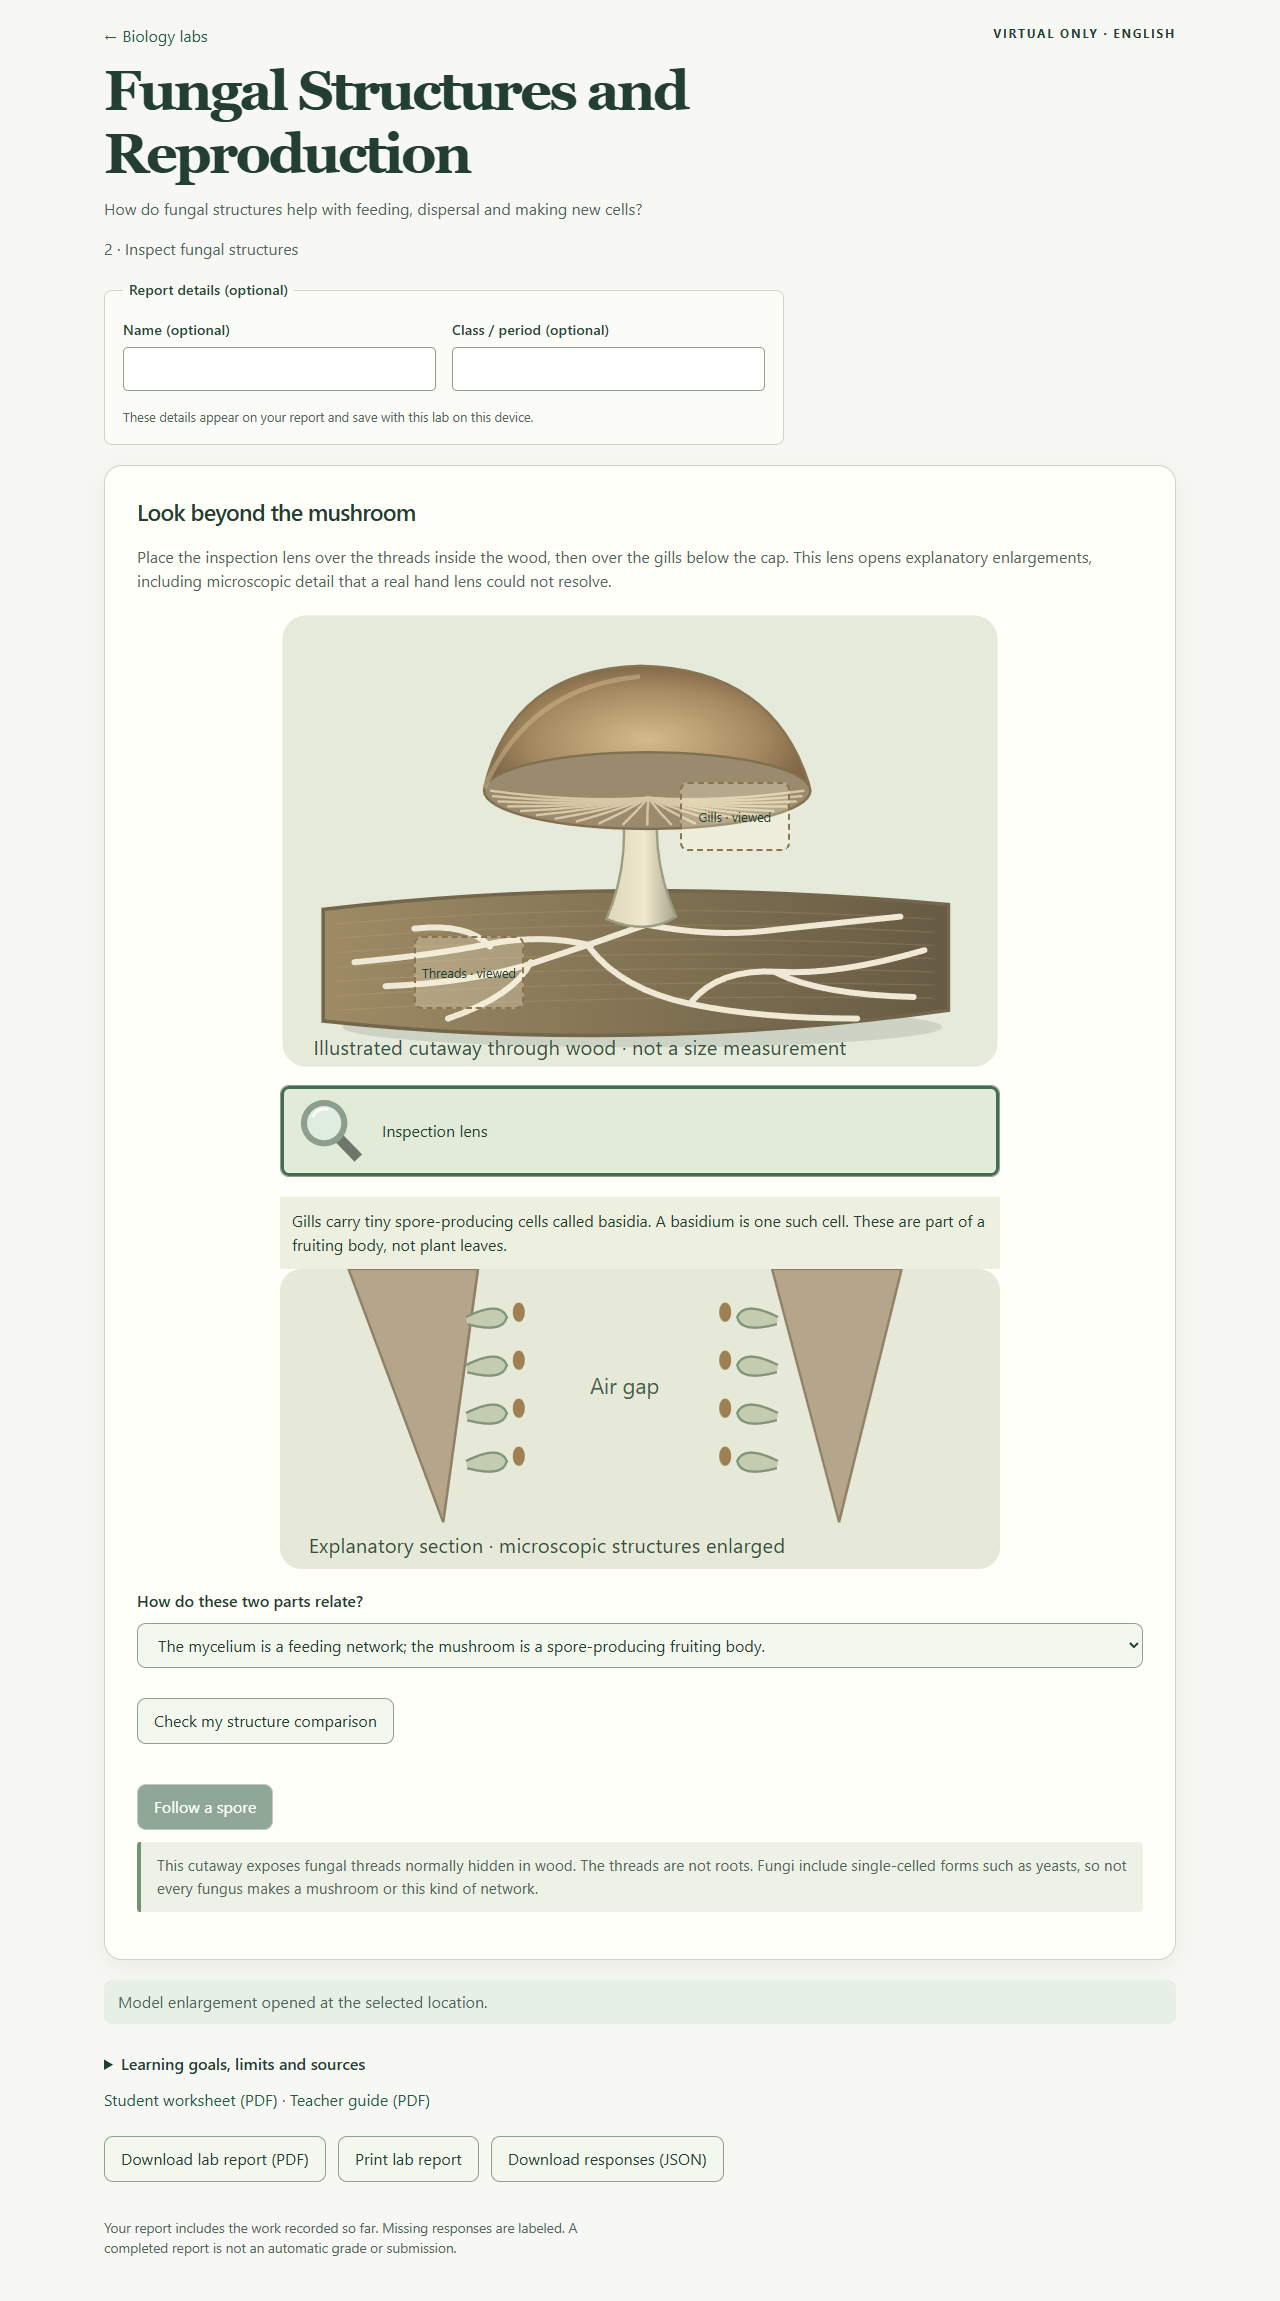 ← Biology labs
VIRTUAL ONLY · ENGLISH
Fungal Structures and
Reproduction
How do fungal structures help with feeding, dispersal and making new cells?
2 · Inspect fungal structures
Report details (optional)
Name (optional)
Class / period (optional)
These details appear on your report and save with this lab on this device.
Look beyond the mushroom
Place the inspection lens over the threads inside the wood, then over the gills below the cap. This lens opens explanatory enlargements,
including microscopic detail that a real hand lens could not resolve.
Gills · viewed
Threads · viewed
Illustrated cutaway through wood · not a size measurement
Inspection lens
Gills carry tiny spore-producing cells called basidia. A basidium is one such cell. These are part of a
fruiting body, not plant leaves.
Air gap
Explanatory section · microscopic structures enlarged
How do these two parts relate?
The mycelium is a feeding network; the mushroom is a spore-producing fruiting body.
Check my structure comparison
Follow a spore
This cutaway exposes fungal threads normally hidden in wood. The threads are not roots. Fungi include single-celled forms such as yeasts, so not
every fungus makes a mushroom or this kind of network.
Model enlargement opened at the selected location.
▶ Learning goals, limits and sources
Student worksheet (PDF) · Teacher guide (PDF)
Download lab report (PDF)
Print lab report
Download responses (JSON)
Your report includes the work recorded so far. Missing responses are labeled. A
completed report is not an automatic grade or submission.